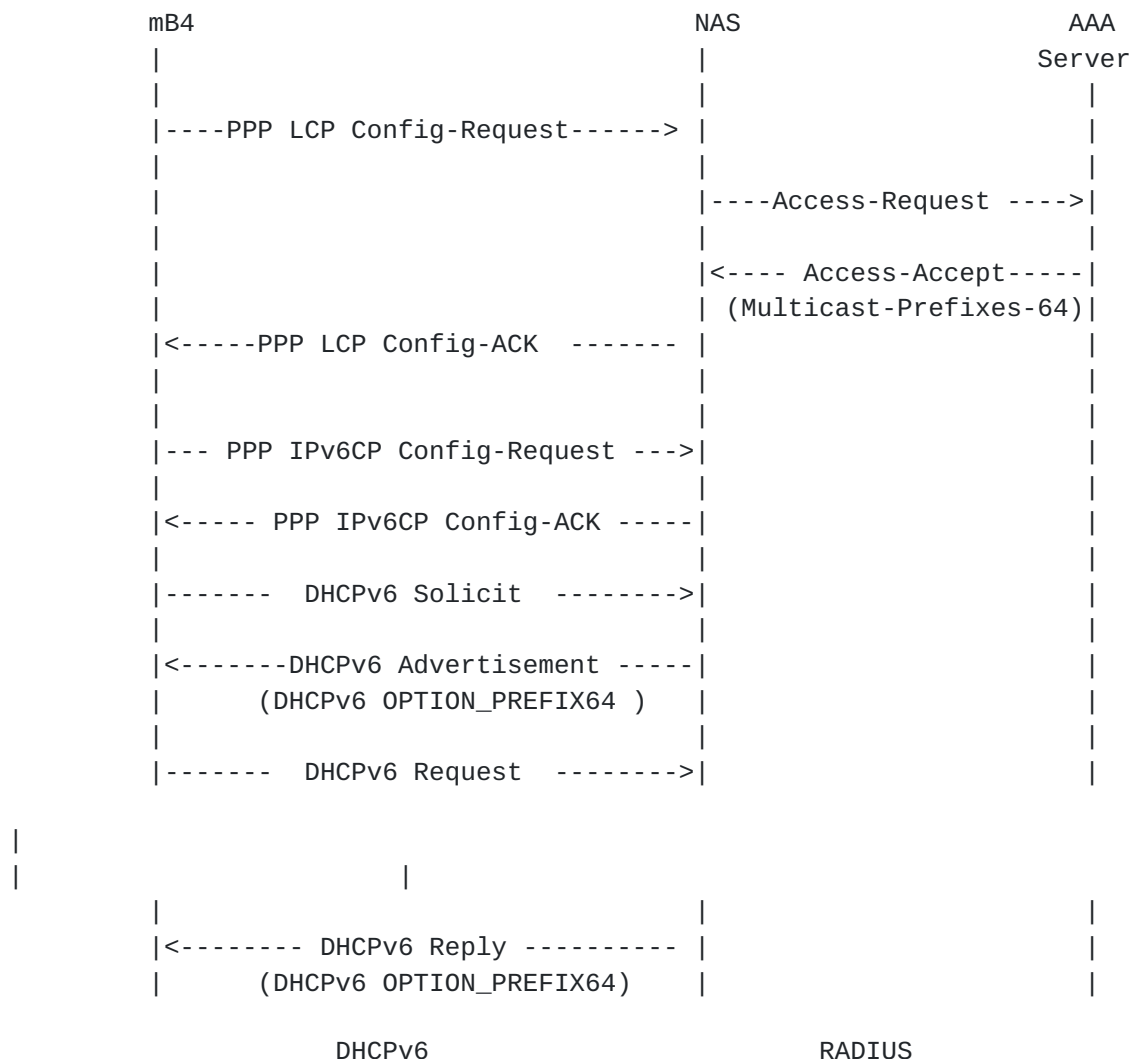 mB4                              NAS                     AAA
|                                  |                    Server
|                                  |                        |
|----PPP LCP Config-Request------> |                        |
|                                  |                        |
|                                  |----Access-Request ---->|
|                                  |                        |
|                                  |<---- Access-Accept-----|
|                                  | (Multicast-Prefixes-64)|
|<-----PPP LCP Config-ACK  ------- |                        |
|                                  |                        |
|                                  |                        |
|--- PPP IPv6CP Config-Request --->|                        |
|                                  |                        |
|<----- PPP IPv6CP Config-ACK -----|                        |
|                                  |                        |
|-------  DHCPv6 Solicit  -------->|                        |
|                                  |                        |
|<-------DHCPv6 Advertisement -----|                        |
|      (DHCPv6 OPTION_PREFIX64 )   |                        |
|                                  |                        |
|-------  DHCPv6 Request  -------->|                        |
|
|                        |
|                                  |                        |
|<-------- DHCPv6 Reply ---------- |                        |
|      (DHCPv6 OPTION_PREFIX64)    |                        |
DHCPv6                         RADIUS